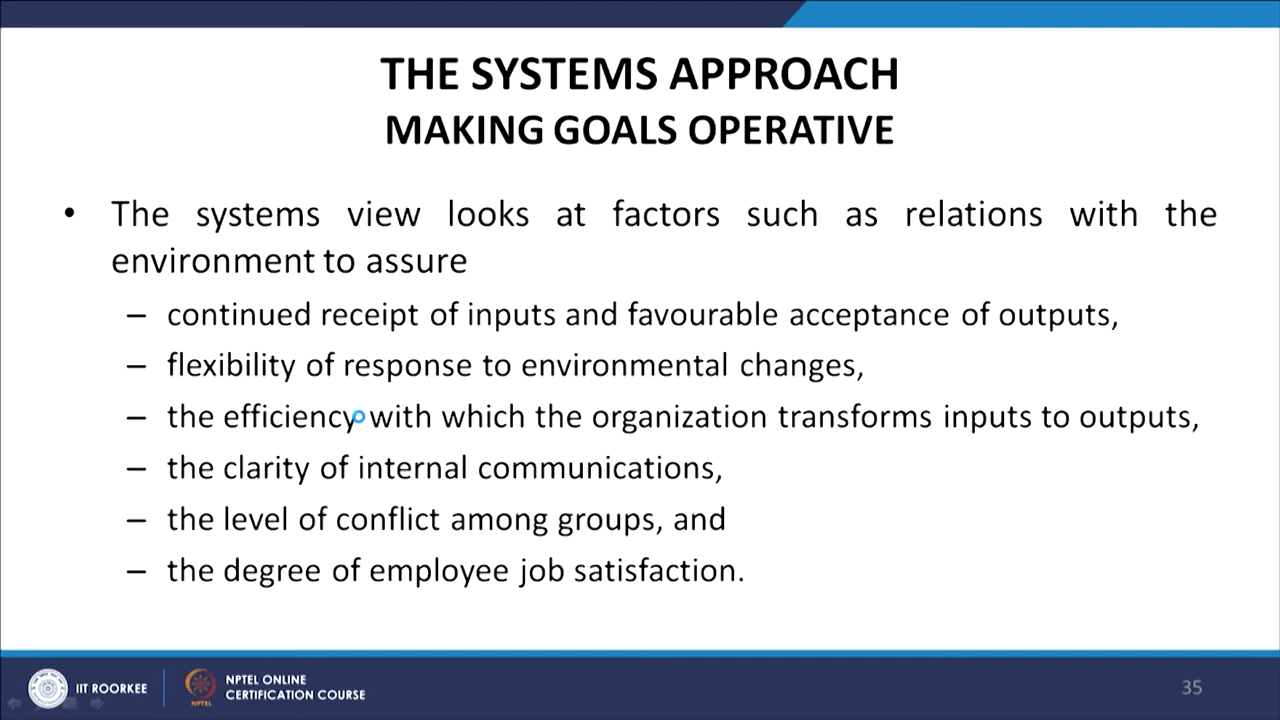 THE SYSTEMS APPROACH
MAKING GOALS OPERATIVE
• The systems view looks at factors such as relations with the
environment to assure
– continued receipt of inputs and favourable acceptance of outputs,
– flexibility of response to environmental changes,
– the efficiency with which the organization transforms inputs to outputs,
– the clarity of internal communications,
– the level of conflict among groups, and
– the degree of employee job satisfaction.
IIT ROORKEE
NPTEL
NPTEL ONLINE
CERTIFICATION COURSE
35